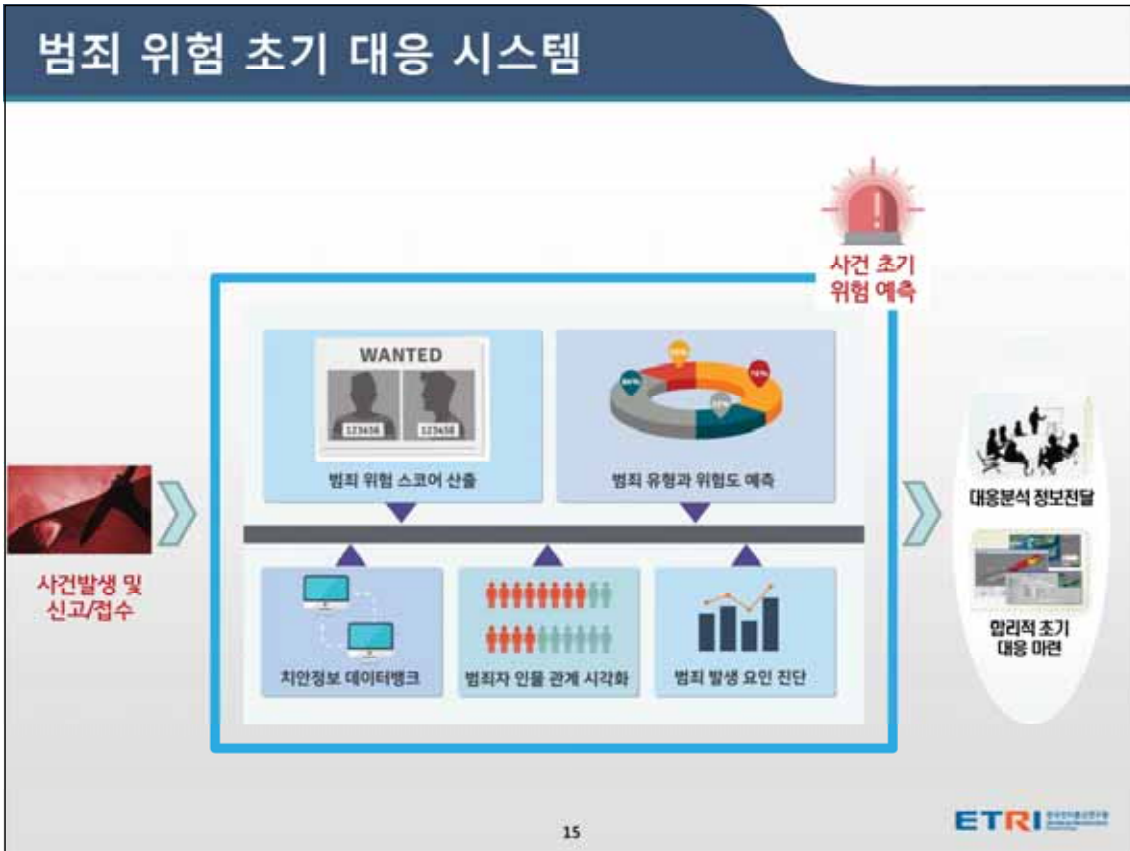 범죄 위험 초기 대응 시스템
사건 초기
위험 예측
WANTED
123456
123456
범죄 위험 스코어 산출
범죄 유형과 위험도 예측
사건발생 및
신고/접수
치안정보 데이터뱅크
범죄자 인물 관계 시각화
범죄 발생 요인 진단
대응분석 정보전달
합리적 초기
대응 마련
15
ETRI